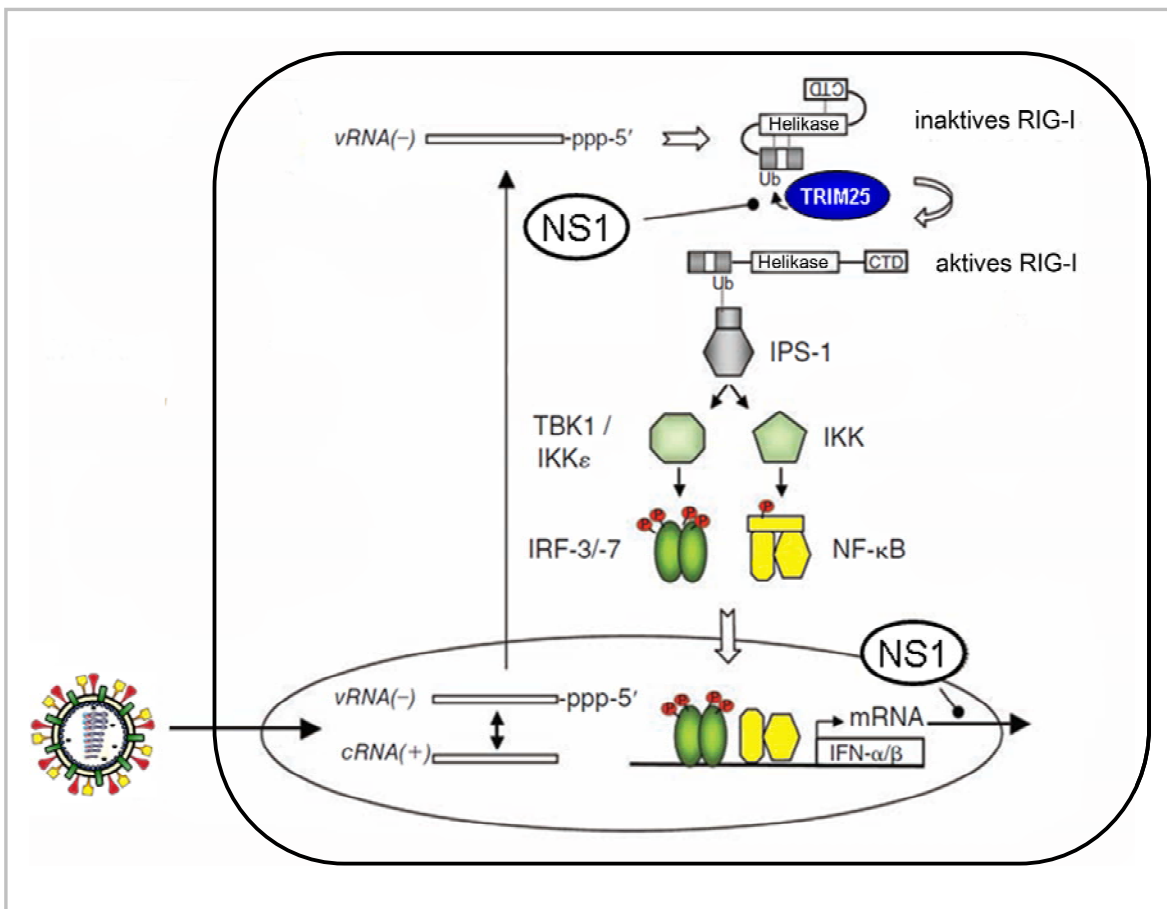 CTD
Helikase
inaktives RIG-I
vRNA(−)
-ppp-5′
Ub
TRIM25
NS1
Helikase
CTD
aktives RIG-I
Ub
IPS-1
TBK1 /
IKKε
IKK
P P P P
P
IRF-3/-7
NF-κB
NS1
vRNA(−)
-ppp-5′
P P P P
mRNA
cRNA(+)
IFN-α/β